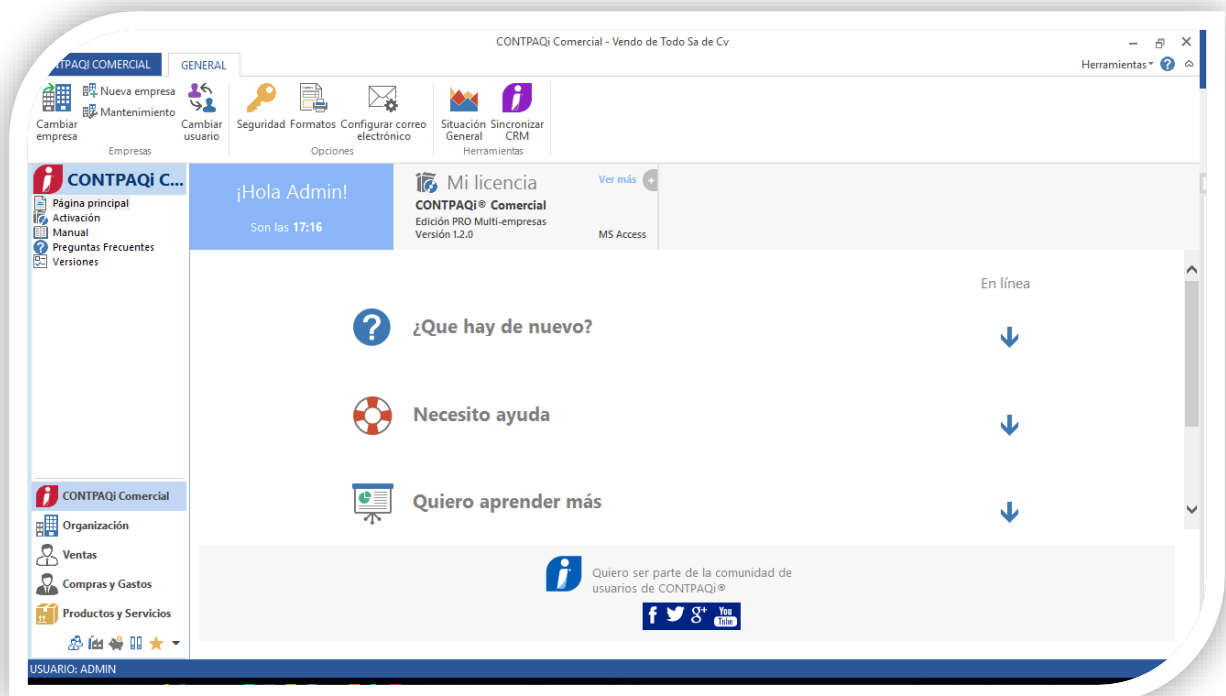 CONTPAQi Comercial - Vendo de Todo Sa de Cv
TPAQI COMERCIAL
GENERAL
Herramientas
Cambiar
empresa
Nueva empresa
Mantenimiento
Cambiar
usuario
Empresas
Seguridad
Formatos
Configurar correo
electrónico
Opciones
Situación
General
Sincronizar
CRM
Herramientas
CONTPAQi C...
Página principal
Activación
Manual
Preguntas Frecuentes
Versiones
¡Hola Admin!
Son las 17:16
Mi licencia
Ver más
CONTPAQi® Comercial
Edición PRO Multi-empresas
Versión 1.2.0
MS Access
En línea
¿Que hay de nuevo?
Necesito ayuda
Quiero aprender más
CONTPAQi Comercial
Organización
Ventas
Compras y Gastos
Productos y Servicios
Quiero ser parte de la comunidad de
usuarios de CONTPAQi®
f g+ You
Tube
USUARIO: ADMIN